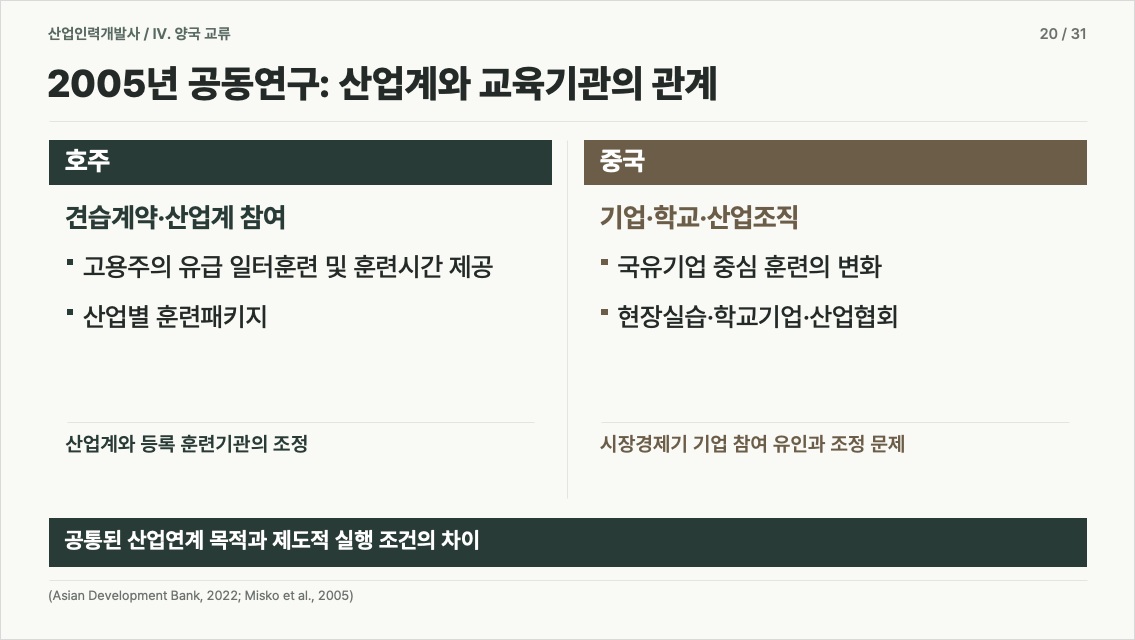 산업인력개발사 / IV. 양국 교류
20 / 31
2005년 공동연구: 산업계와 교육기관의 관계
호주
견습계약·산업계 참여
▪ 고용주의 유급 일터훈련 및 훈련시간 제공
▪ 산업별 훈련패키지
산업계와 등록 훈련기관의 조정
중국
기업·학교·산업조직
▪ 국유기업 중심 훈련의 변화
▪ 현장실습·학교기업·산업협회
시장경제기 기업 참여 유인과 조정 문제
공통된 산업연계 목적과 제도적 실행 조건의 차이
(Asian Development Bank, 2022; Misko et al., 2005)